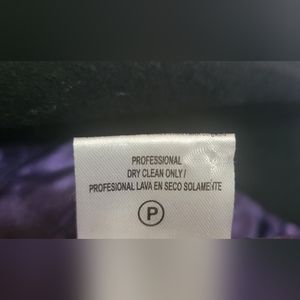 PROFESSIONAL
DRY CLEAN ONLY/
PROFESIONAL LAVA EN SECO SOLAMENTE
P